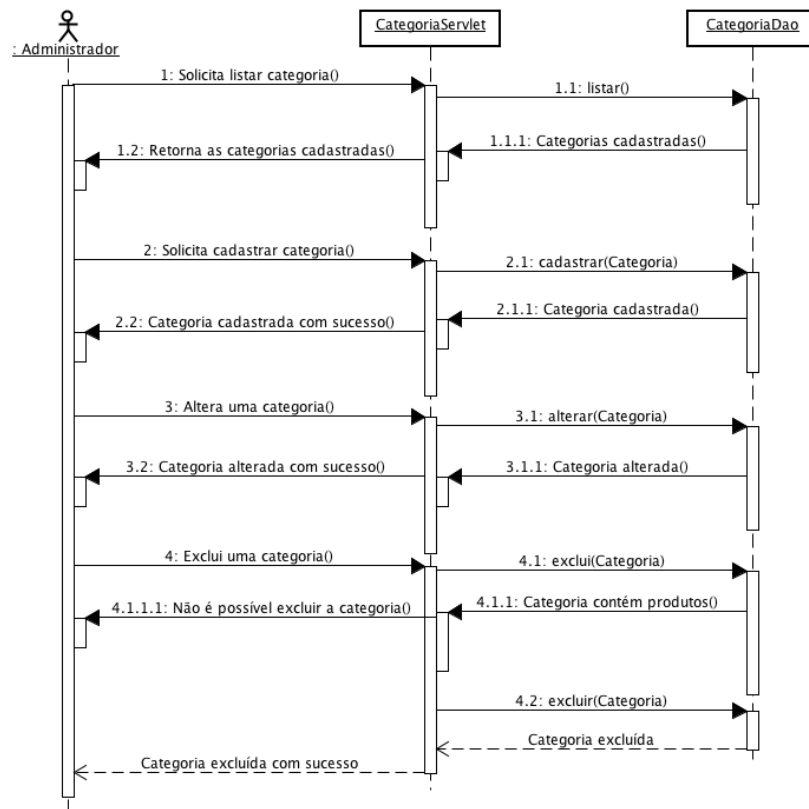 : Administrador
CategoriaServlet
CategoriaDao
1: Solicita listar categoria()
1.1: listar()
1.1.1: Categorias cadastradas()
1.2: Retorna as categorias cadastradas()
2: Solicita cadastrar categoria()
2.1: cadastrar(Categoria)
2.1.1: Categoria cadastrada()
2.2: Categoria cadastrada com sucesso()
3: Altera uma categoria()
3.1: alterar(Categoria)
3.1.1: Categoria alterada()
3.2: Categoria alterada com sucesso()
4: Exclui uma categoria()
4.1: exclui(Categoria)
4.1.1: Categoria contém produtos()
4.1.1.1: Não é possível excluir a categoria()
4.2: excluir(Categoria)
Categoria excluída
Categoria excluída com sucesso